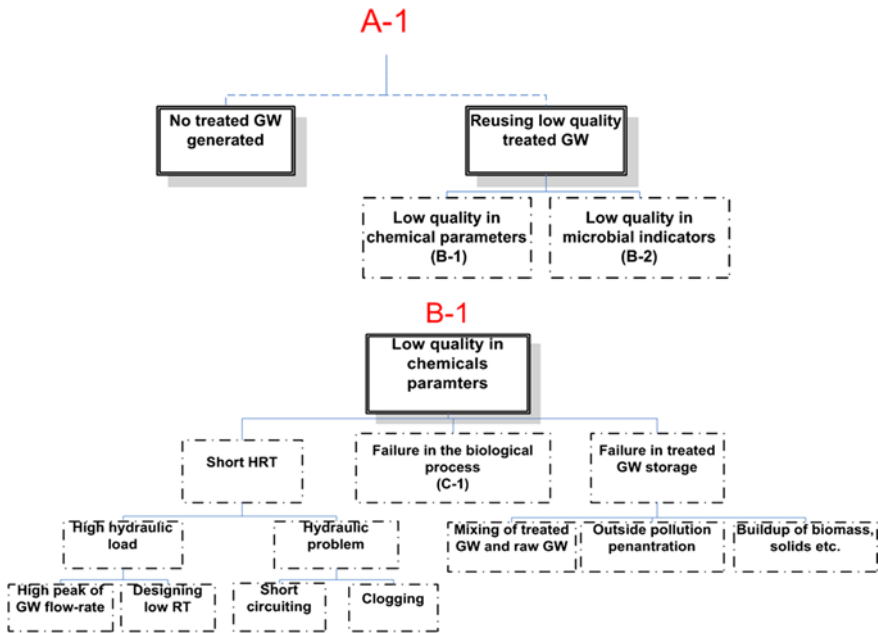 A-1
No treated GW
generated
Reusing low quality
treated GW
Low quality in
chemical parameters
(B-1)
Low quality in
microbial indicators
(B-2)
B-1
Low quality in
chemicals
paramters
Short HRT
Failure in the biological
process
(C-1)
Failure in treated
GW storage
High hydraulic
load
Hydraulic
problem
Mixing of treated
GW and raw GW
Outside pollution
penantration
Buildup of biomass,
solids etc.
High peak of
GW flow-rate
Designing
low RT
Short
circuiting
Clogging